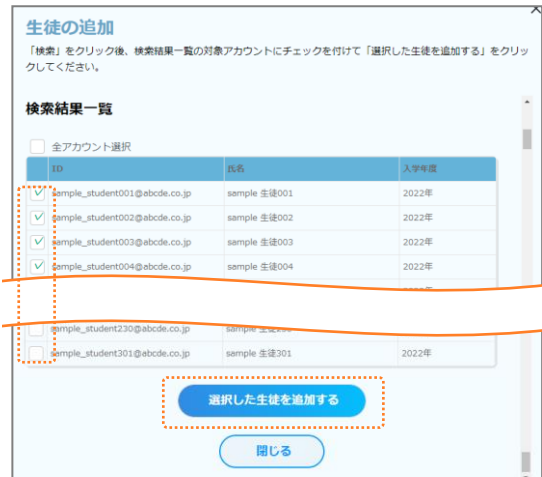 生徒の追加
「検索」をクリック後、検索結果一覧の対象アカウントにチェックを付けて「選択した生徒を追加する」をクリッ
クしてください。
検索結果一覧
全アカウント選択
ID 氏名 入学年度
sample_student001@abcde.co.jp sample 生徒001 2022年
sample_student002@abcde.co.jp sample 生徒002 2022年
sample_student003@abcde.co.jp sample 生徒003 2022年
sample_student004@abcde.co.jp sample 生徒004 2022年
sample_student230@abcde.co.jp sample
sample_student301@abcde.co.jp sample 生徒301 2022年
選択した生徒を追加する
閉じる